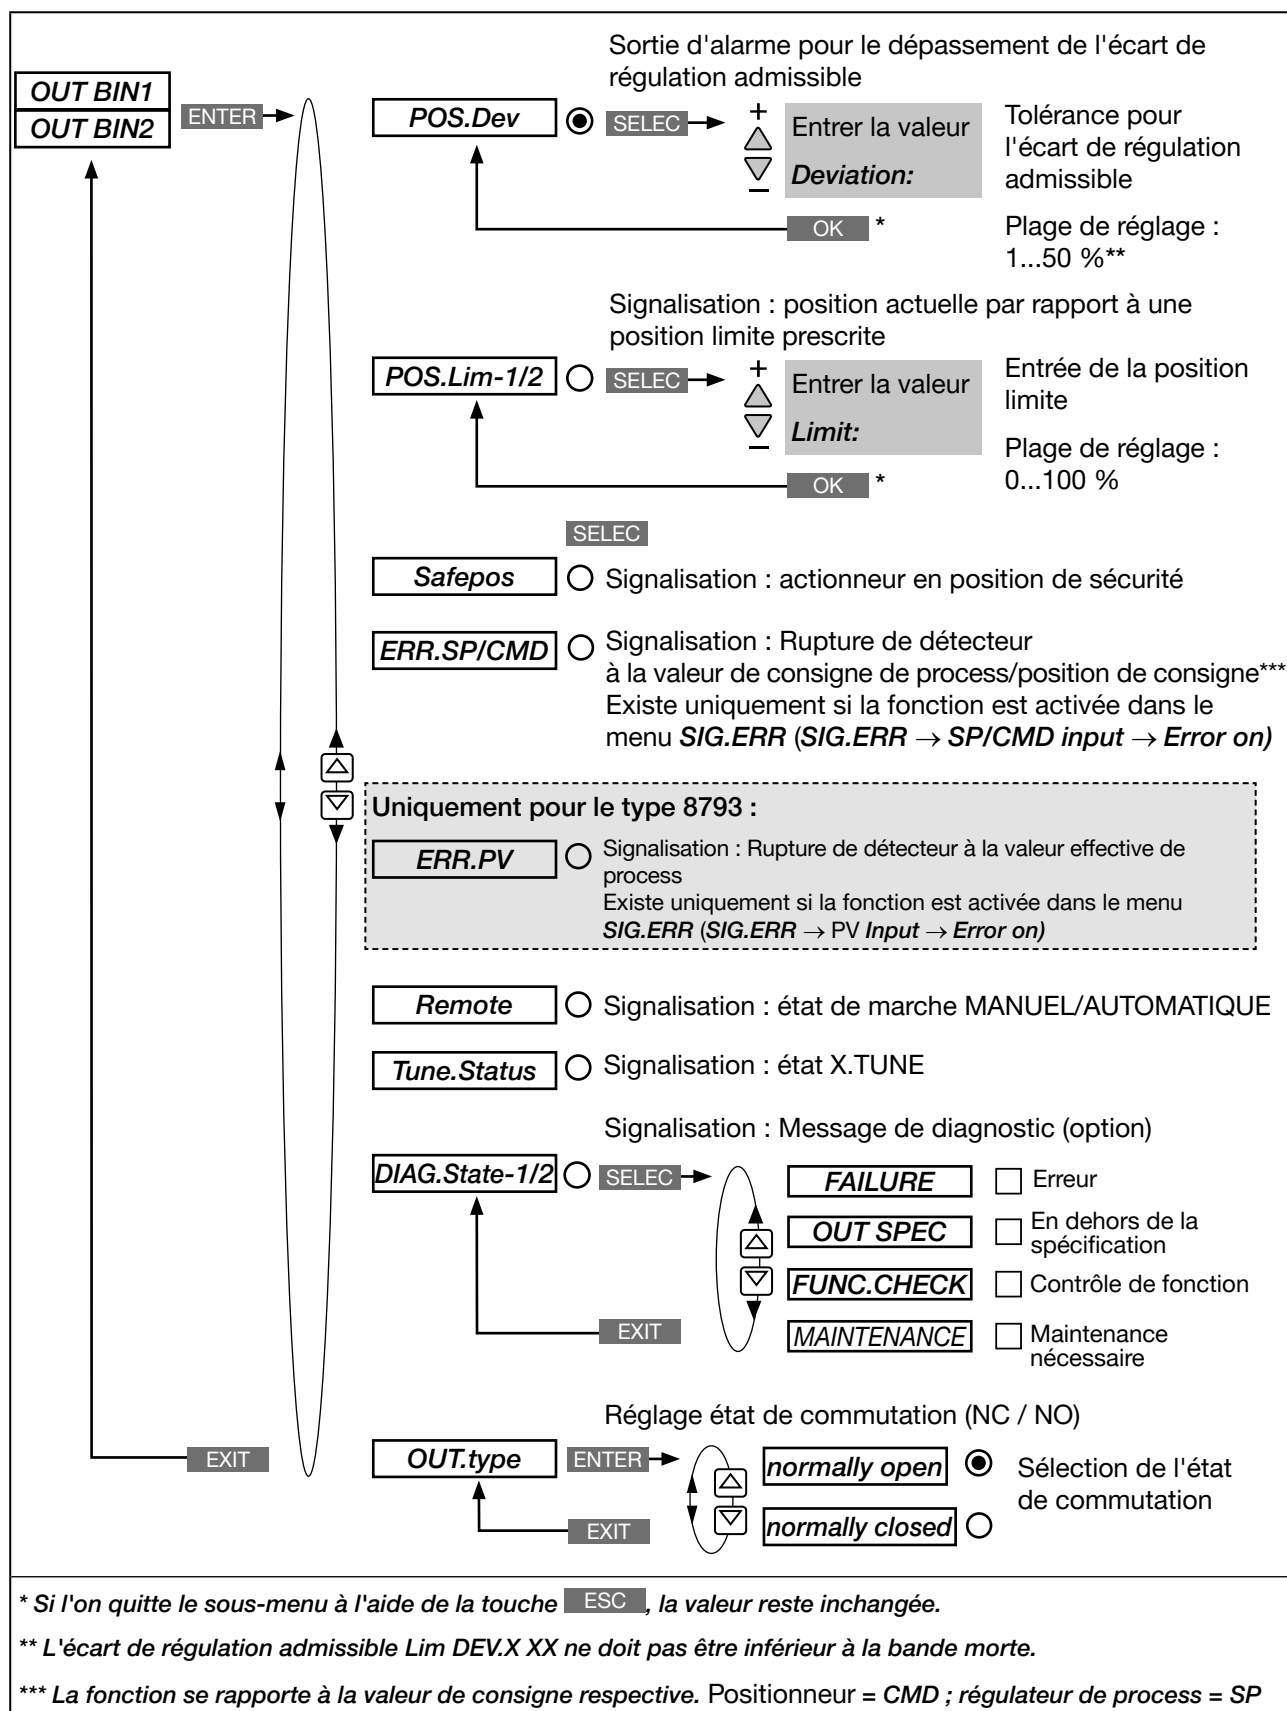 Sortie d'alarme pour le dépassement de l'écart de
régulation admissible
OUT BIN1
OUT BIN2
ENTER
POS.Dev
SELEC
+
Entrer la valeur
Deviation:
–
OK *
Tolérance pour
l'écart de régulation
admissible
Plage de réglage :
1...50 %**
Signalisation : position actuelle par rapport à une
position limite prescrite
POS.Lim-1/2
SELEC
+
Entrer la valeur
Limit:
–
OK *
Entrée de la position
limite
Plage de réglage :
0...100 %
SELEC
Safepos
Signalisation : actionneur en position de sécurité
ERR.SP/CMD
Signalisation : Rupture de détecteur
à la valeur de consigne de process/position de consigne***
Existe uniquement si la fonction est activée dans le
menu SIG.ERR (SIG.ERR → SP/CMD input → Error on)
Uniquement pour le type 8793 :
ERR.PV
Signalisation : Rupture de détecteur à la valeur effective de
process
Existe uniquement si la fonction est activée dans le menu
SIG.ERR (SIG.ERR → PV Input → Error on)
Remote
Signalisation : état de marche MANUEL/AUTOMATIQUE
Tune.Status
Signalisation : état X.TUNE
Signalisation : Message de diagnostic (option)
DIAG.State-1/2
SELEC
FAILURE
Erreur
OUT SPEC
En dehors de la
spécification
FUNC.CHECK
Contrôle de fonction
MAINTENANCE
Maintenance
nécessaire
EXIT
Réglage état de commutation (NC / NO)
OUT.type
ENTER
normally open
normally closed
Sélection de l'état
de commutation
EXIT
EXIT
* Si l'on quitte le sous-menu à l'aide de la touche ESC , la valeur reste inchangée.
** L'écart de régulation admissible Lim DEV.X XX ne doit pas être inférieur à la bande morte.
*** La fonction se rapporte à la valeur de consigne respective. Positionneur = CMD ; régulateur de process = SP